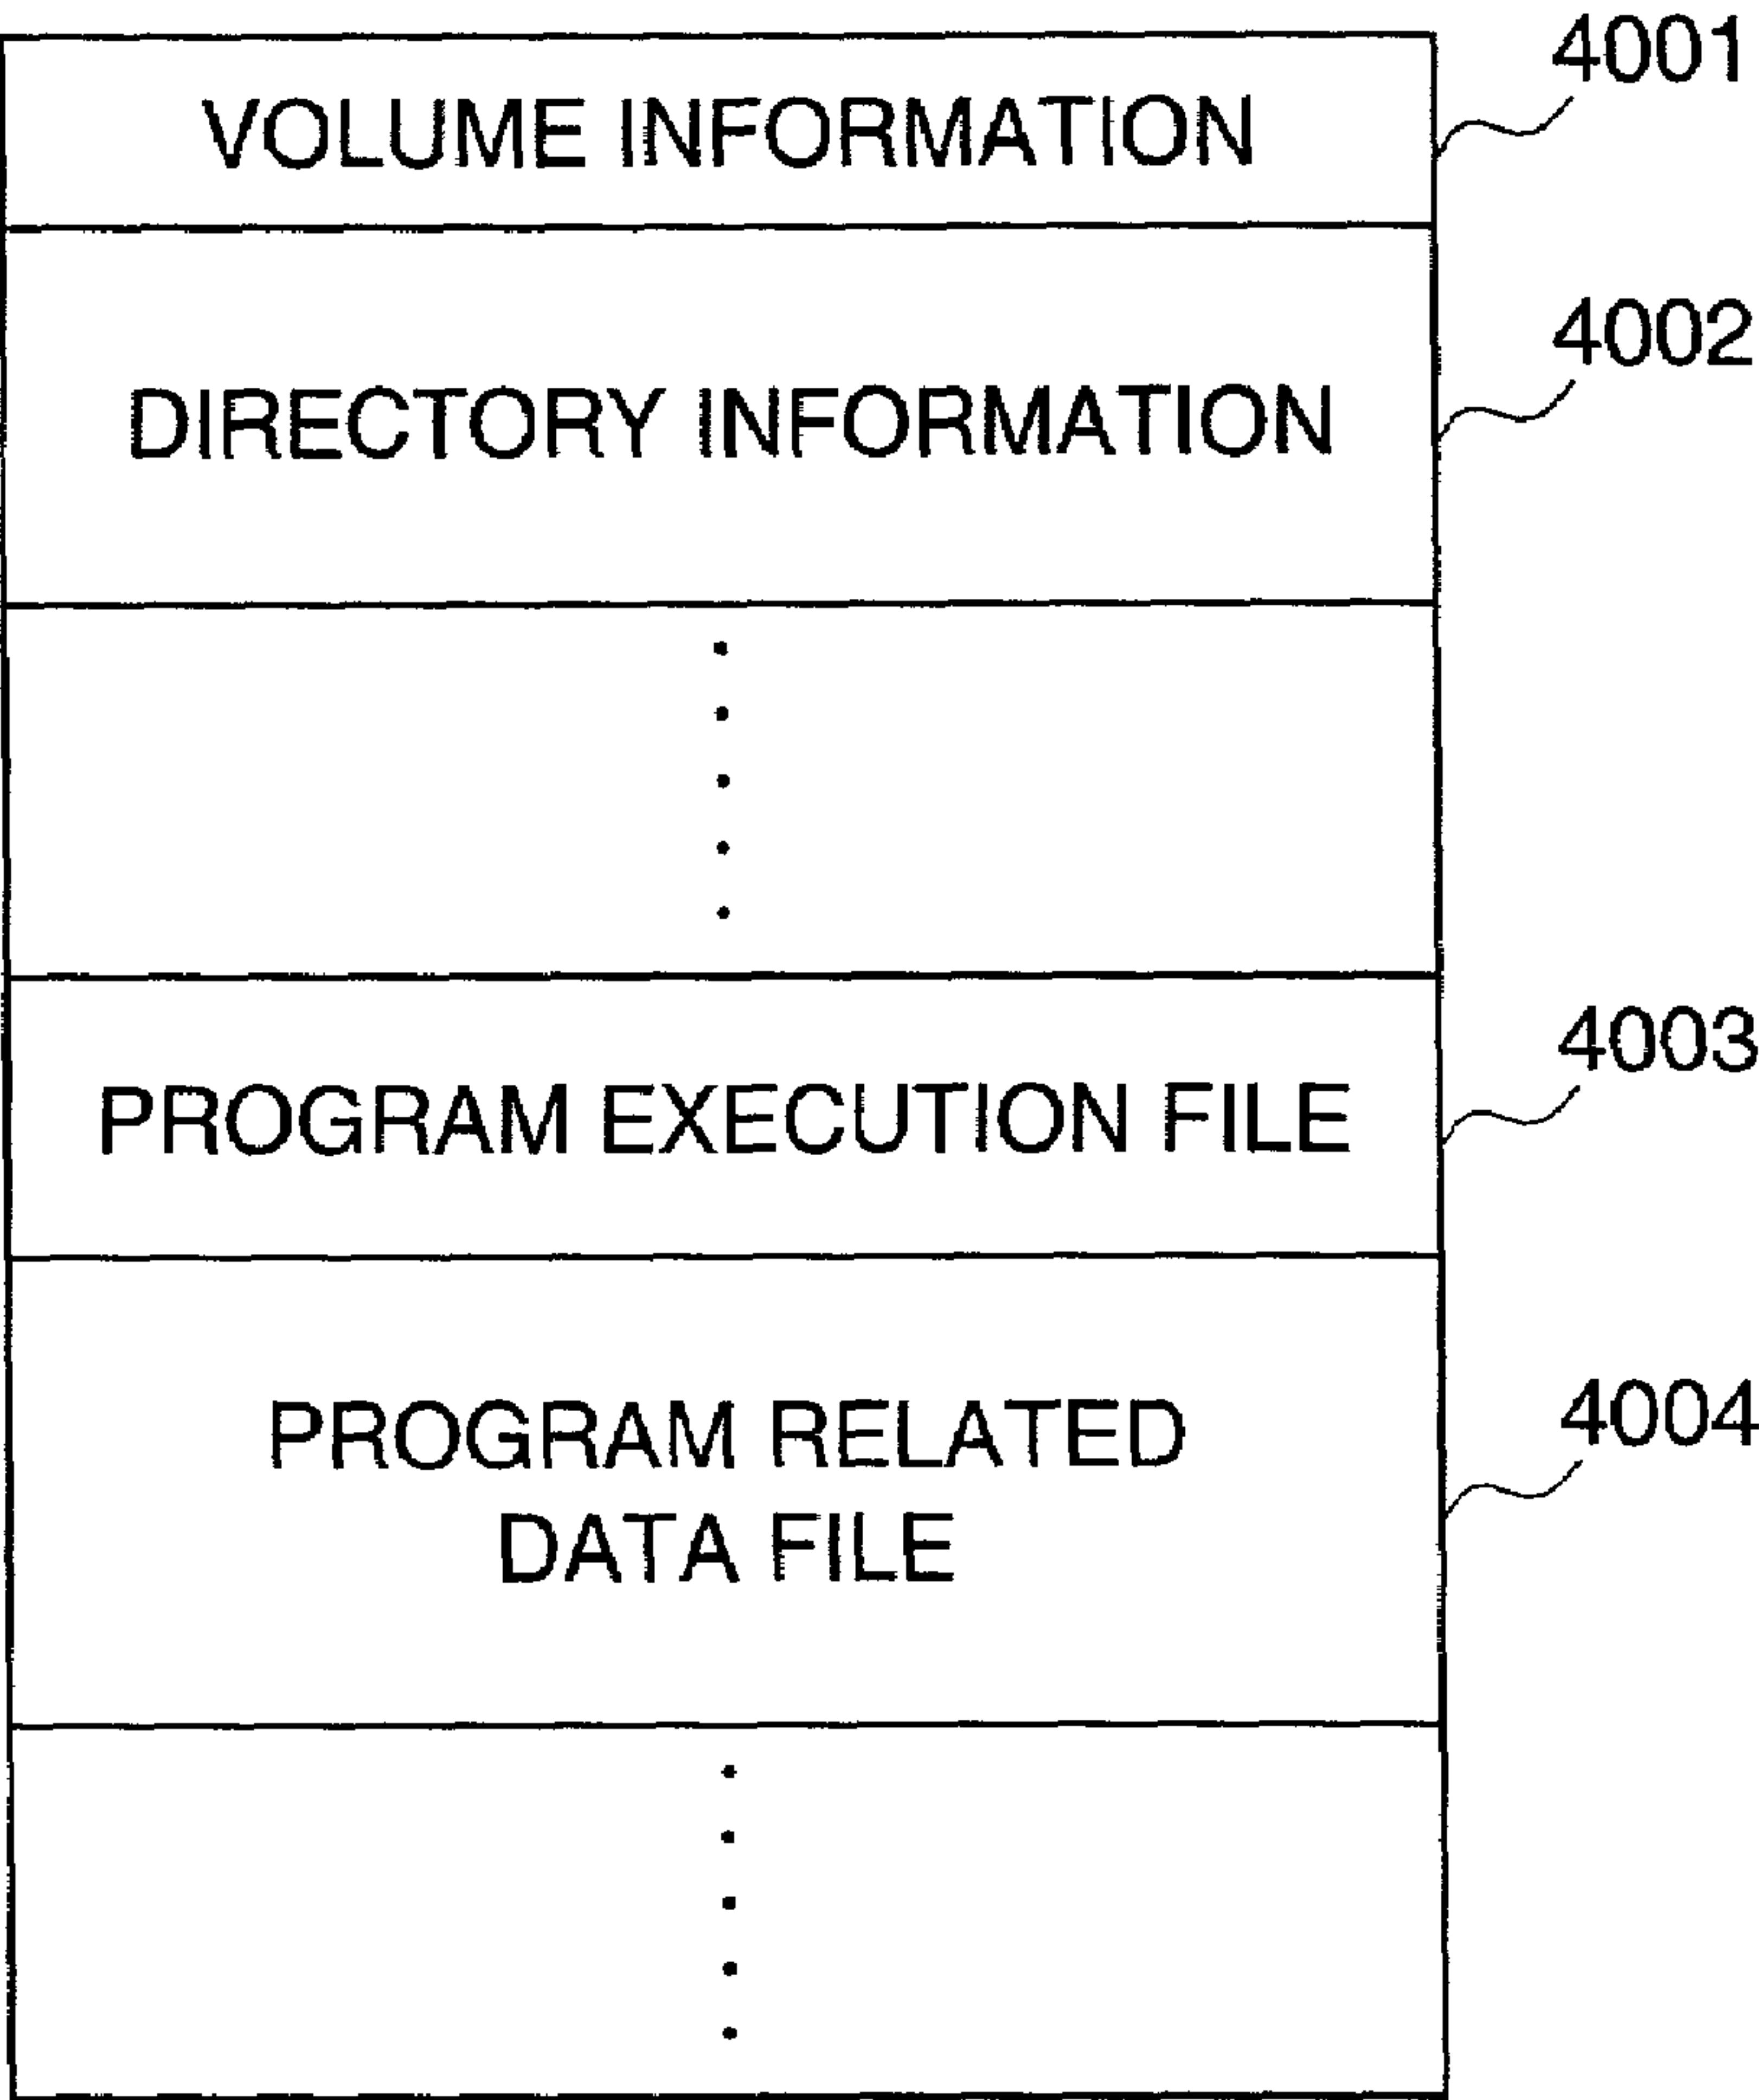 4001
VOLUME INFORMATION
4002
DIRECTORY INFORMATION
4003
PROGRAM EXECUTION FILE
4004
PROGRAM RELATED
DATA FILE